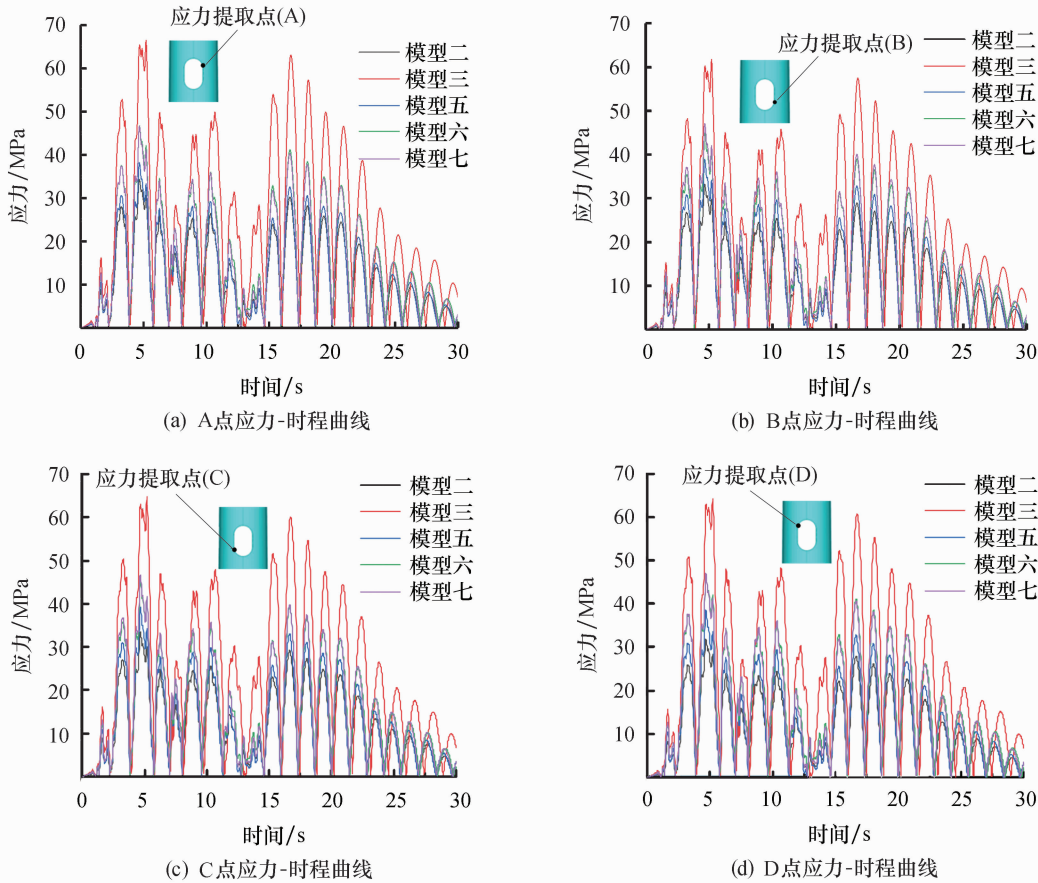 应力提取点(A)
模型二
模型三
模型五
模型六
模型七
应力/MPa
70
60
50
40
30
20
10
0 5 10 15 20 25 30
时间/s
(a) A点应力-时程曲线
应力提取点(B)
模型二
模型三
模型五
模型六
模型七
应力/MPa
70
60
50
40
30
20
10
0 5 10 15 20 25 30
时间/s
(b) B点应力-时程曲线
应力提取点(C)
模型二
模型三
模型五
模型六
模型七
应力/MPa
70
60
50
40
30
20
10
0 5 10 15 20 25 30
时间/s
(c) C点应力-时程曲线
应力提取点(D)
模型二
模型三
模型五
模型六
模型七
应力/MPa
70
60
50
40
30
20
10
0 5 10 15 20 25 30
时间/s
(d) D点应力-时程曲线